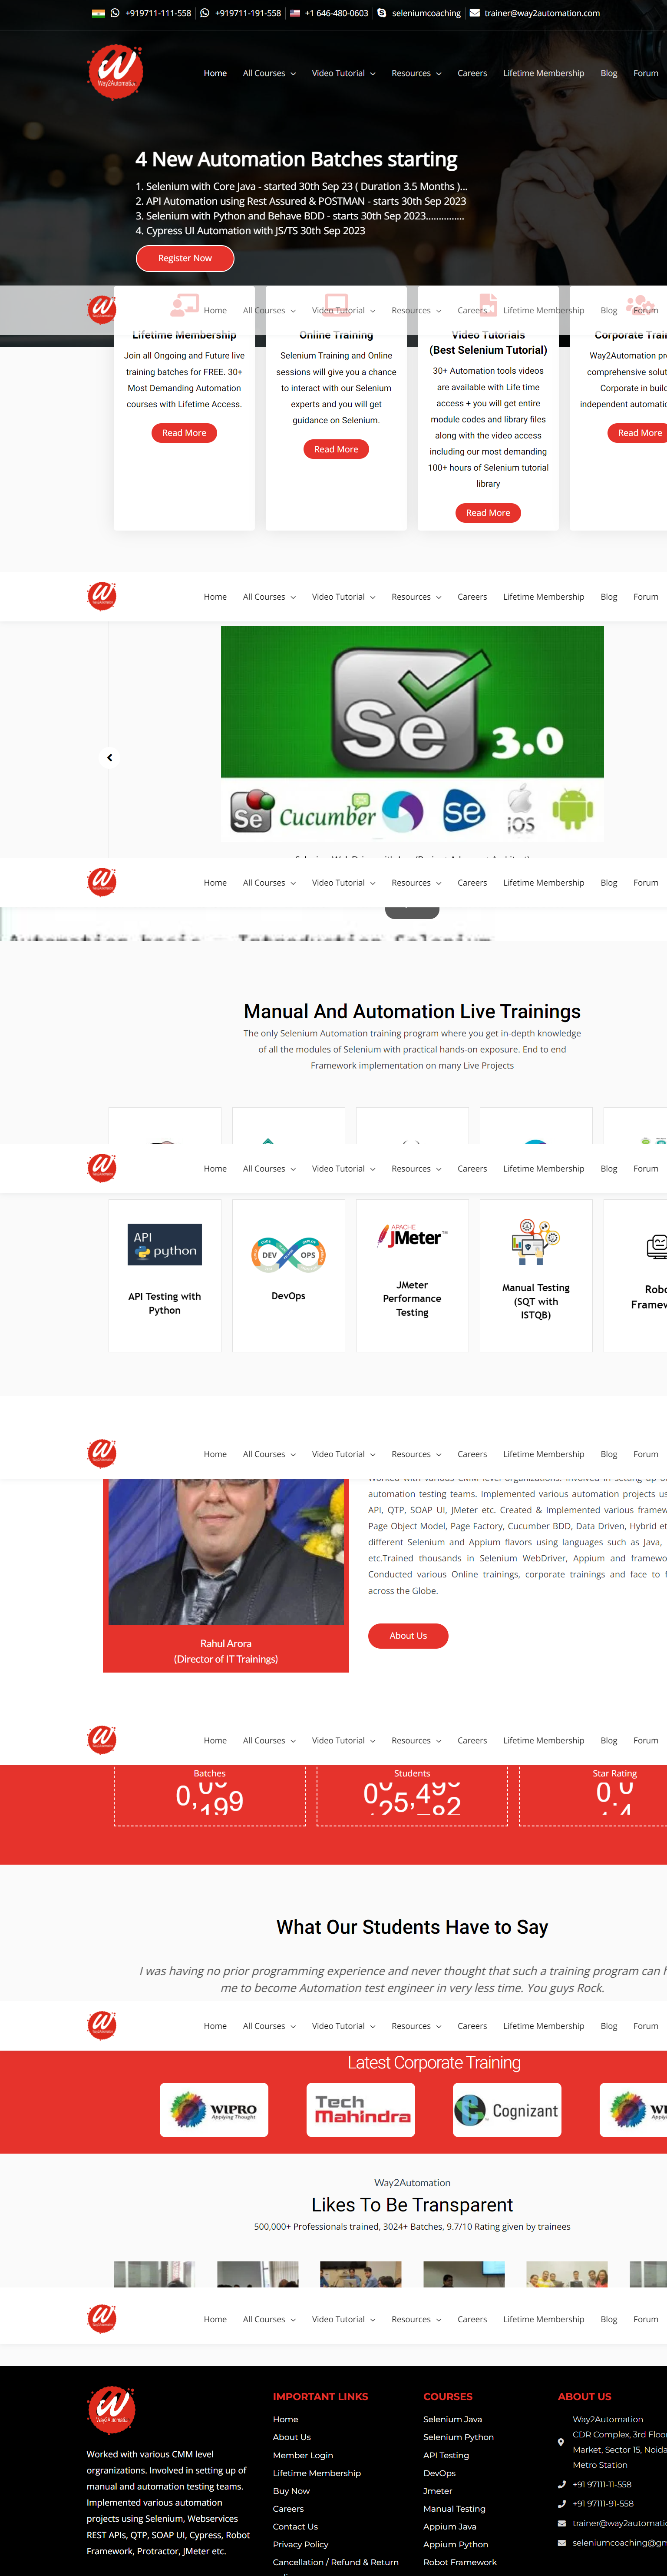 +919711-111-558
+919711-191-558
+1 646-480-0603
seleniumcoaching
trainer@way2automation.com
W
Way2Automation
Home
All Courses
Video Tutorial
Resources
Careers
Lifetime Membership
Blog
Forum
4 New Automation Batches starting
1. Selenium with Core Java - started 30th Sep 23 ( Duration 3.5 Months )...
2. API Automation using Rest Assured & POSTMAN - starts 30th Sep 2023
3. Selenium with Python and Behave BDD - starts 30th Sep 2023...............
4. Cypress UI Automation with JS/TS 30th Sep 2023
Register Now
Home
All Courses
Video Tutorial
Resources
Careers
Lifetime Membership
Blog
Forum
Lifetime Membership
Join all Ongoing and Future live
training batches for FREE. 30+
Most Demanding Automation
courses with Lifetime Access.
Read More
Online Training
Selenium Training and Online
sessions will give you a chance
to interact with our Selenium
experts and you will get
guidance on Selenium.
Read More
Video Tutorials
(Best Selenium Tutorial)
30+ Automation tools videos
are available with Life time
access + you will get entire
module codes and library files
along with the video access
including our most demanding
100+ hours of Selenium tutorial
library
Read More
Corporate
Way2Automation
comprehensive
Corporate in
independent
Read More
Home
All Courses
Video Tutorial
Resources
Careers
Lifetime Membership
Blog
Forum
Se 3.0
Se Cucumber Se iOS
Home
All Courses
Video Tutorial
Resources
Careers
Lifetime Membership
Blog
Forum
Manual And Automation Live Trainings
The only Selenium Automation training program where you get in-depth knowledge
of all the modules of Selenium with practical hands-on exposure. End to end
Framework implementation on many Live Projects
Home
All Courses
Video Tutorial
Resources
Careers
Lifetime Membership
Blog
Forum
API
python
API Testing with
Python
DEV OPS
DevOps
APACHE
JMeter™
JMeter
Performance
Testing
Manual Testing
(SQT with
ISTQB)
Home
All Courses
Video Tutorial
Resources
Careers
Lifetime Membership
Blog
Forum
Worked with various CMM level organizations. Involved in setting up
automation testing teams. Implemented various automation projects
API, QTP, SOAP UI, JMeter etc. Created & Implemented various
Page Object Model, Page Factory, Cucumber BDD, Data Driven, Hybrid
different Selenium and Appium flavors using languages such as Java,
etc.Trained thousands in Selenium WebDriver, Appium and
Conducted various Online trainings, corporate trainings and face to
across the Globe.
About Us
Rahul Arora
(Director of IT Trainings)
Home
All Courses
Video Tutorial
Resources
Careers
Lifetime Membership
Blog
Forum
Batches
Students
Star Rating
What Our Students Have to Say
I was having no prior programming experience and never thought that such a training program can
me to become Automation test engineer in very less time. You guys Rock.
Home
All Courses
Video Tutorial
Resources
Careers
Lifetime Membership
Blog
Forum
Latest Corporate Training
WIPRO
Applying Thought
Tech
Mahindra
Cognizant
Way2Automation
Likes To Be Transparent
500,000+ Professionals trained, 3024+ Batches, 9.7/10 Rating given by trainees
Home
All Courses
Video Tutorial
Resources
Careers
Lifetime Membership
Blog
Forum
Way2Automation
Worked with various CMM level
orgranizations. Involved in setting up of
manual and automation testing teams.
Implemented various automation
projects using Selenium, Webservices
REST APIs, QTP, SOAP UI, Cypress, Robot
Framework, Protractor, JMeter etc.
IMPORTANT LINKS
Home
About Us
Member Login
Lifetime Membership
Buy Now
Careers
Contact Us
Privacy Policy
Cancellation / Refund & Return
COURSES
Selenium Java
Selenium Python
API Testing
DevOps
Jmeter
Manual Testing
Appium Java
Appium Python
Robot Framework
ABOUT US
Way2Automation
CDR Complex, 3rd
Market, Sector 15,
Metro Station
+91 97111-11-558
+91 97111-91-558